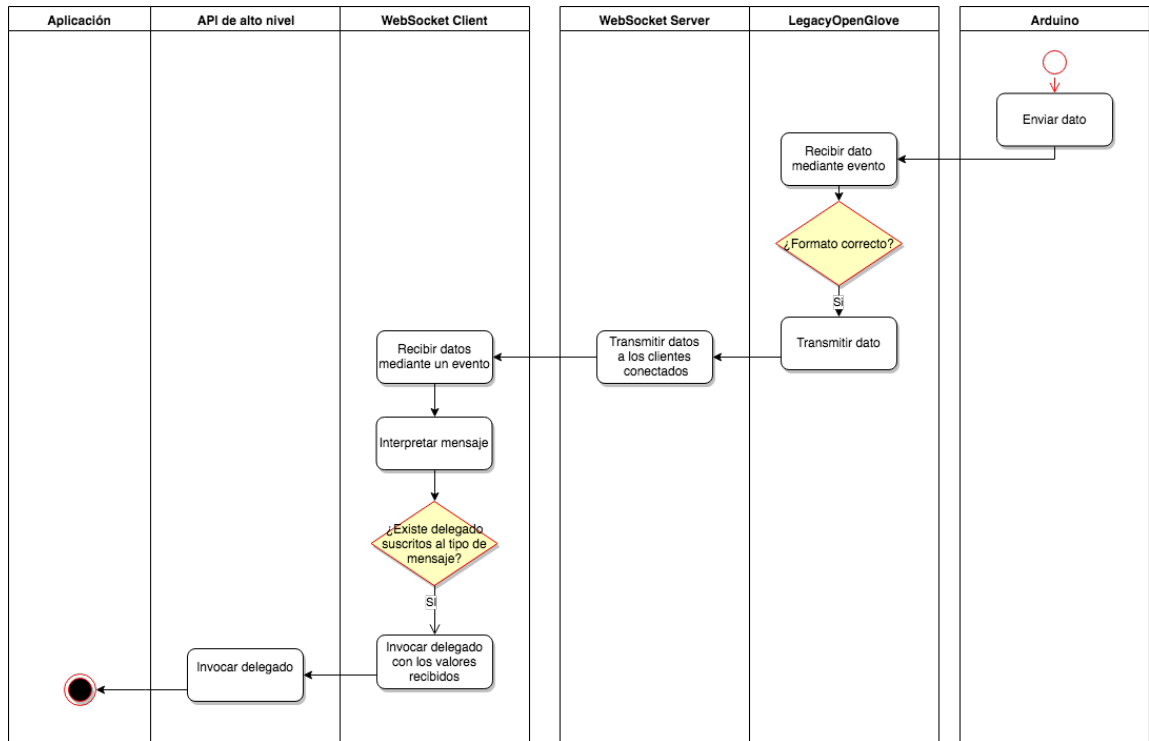 Aplicación
API de alto nivel
WebSocket Client
WebSocket Server
LegacyOpenGlove
Arduino
Enviar dato
Recibir dato
mediante evento
¿Formato correcto?
Sí
Transmitir dato
Transmitir datos
a los clientes
conectados
Recibir datos
mediante un evento
Interpretar mensaje
¿Existe delegado
suscritos al tipo de
mensaje?
Sí
Invocar delegado
con los valores
recibidos
Invocar delegado